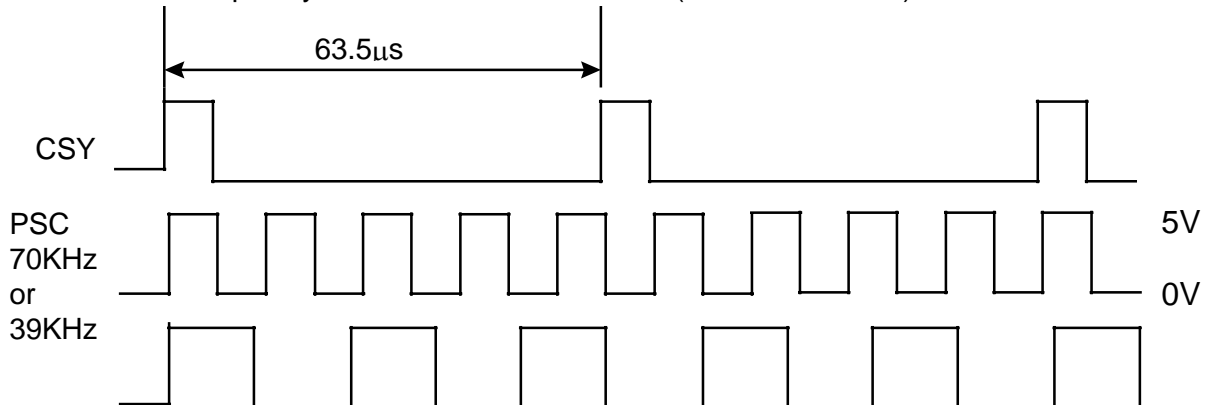 63.5μs
CSY
PSC
70KHz
or
39KHz
5V
0V